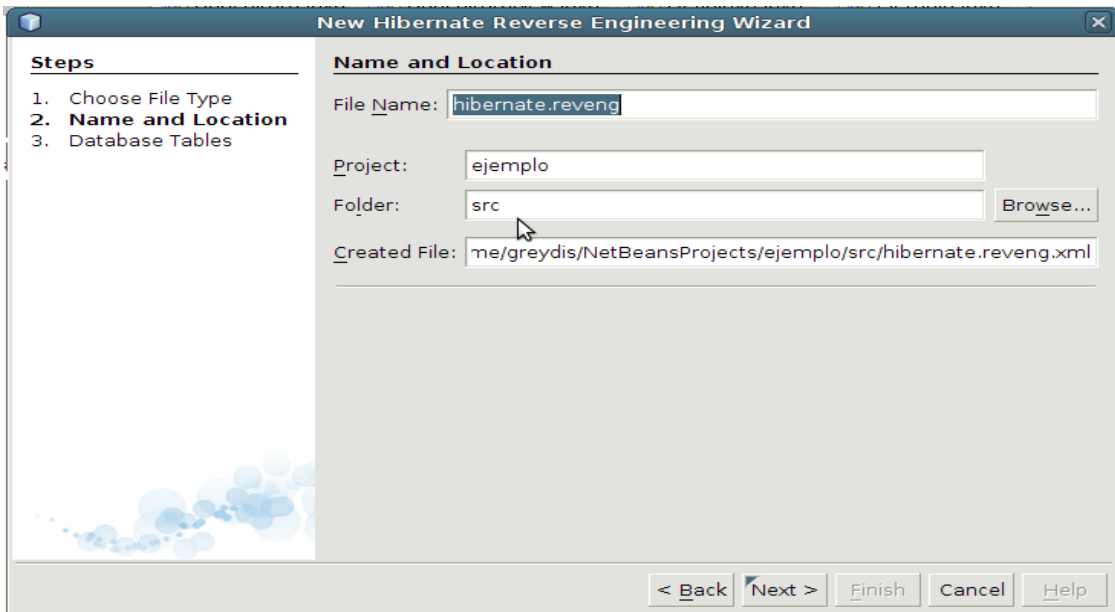 New Hibernate Reverse Engineering Wizard
Steps
1. Choose File Type
2. Name and Location
3. Database Tables
Name and Location
File Name: hibernate.reveng
Project: ejemplo
Folder: src
Browse...
Created File: me/greydis/NetBeansProjects/ejemplo/src/hibernate.reveng.xml
< Back
Next >
Finish
Cancel
Help